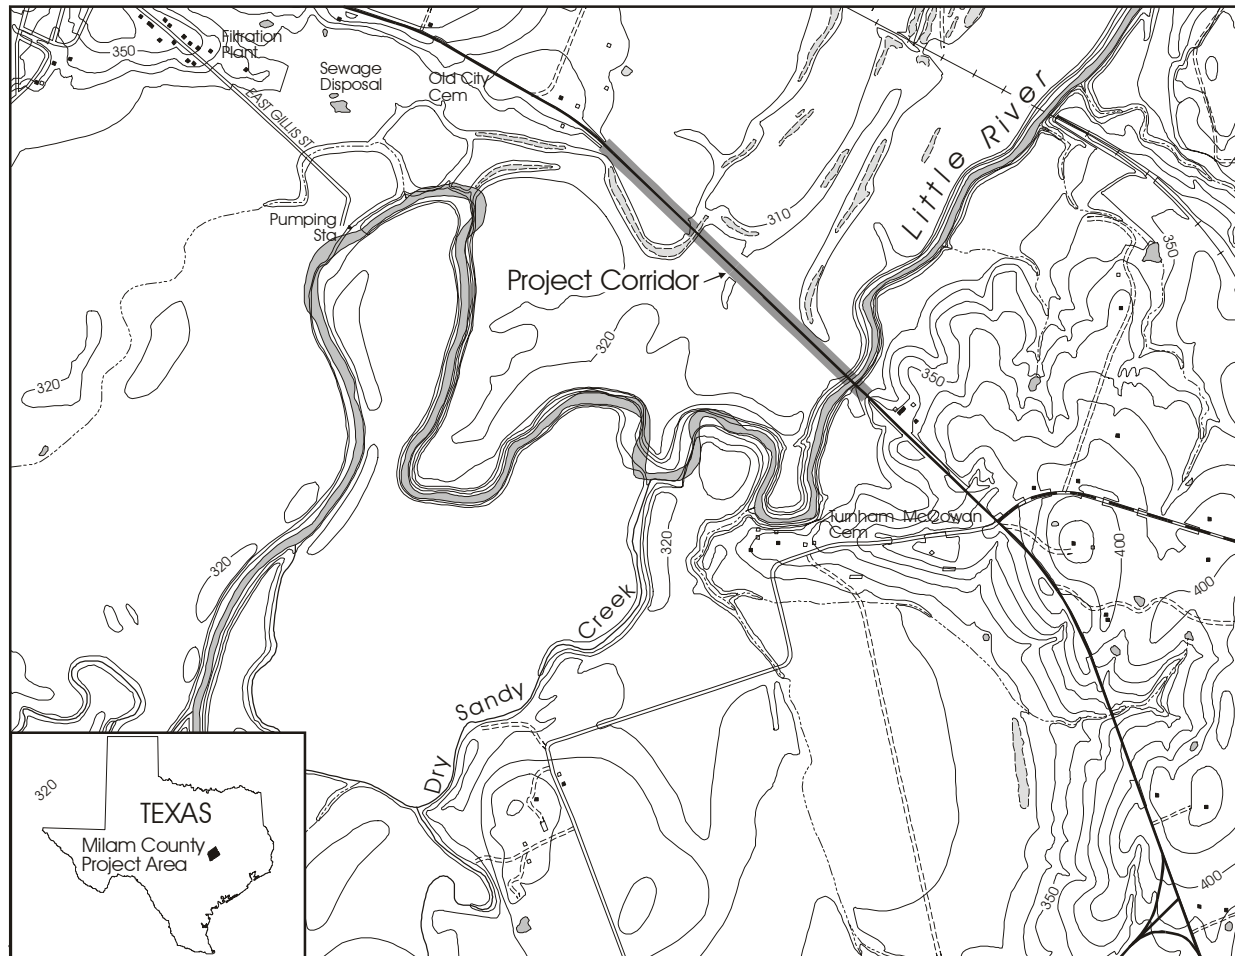 350
Filtration
Plant
Sewage
Disposal
Old City
Cem
EAST GILLIS ST
Little River
310
350
Pumping
Sta
Project Corridor
320
320
350
Turnham McCowan
Cem
320
320
400
400
Creek
Sandy
Dry
320
TEXAS
Milam County
Project Area
350
400